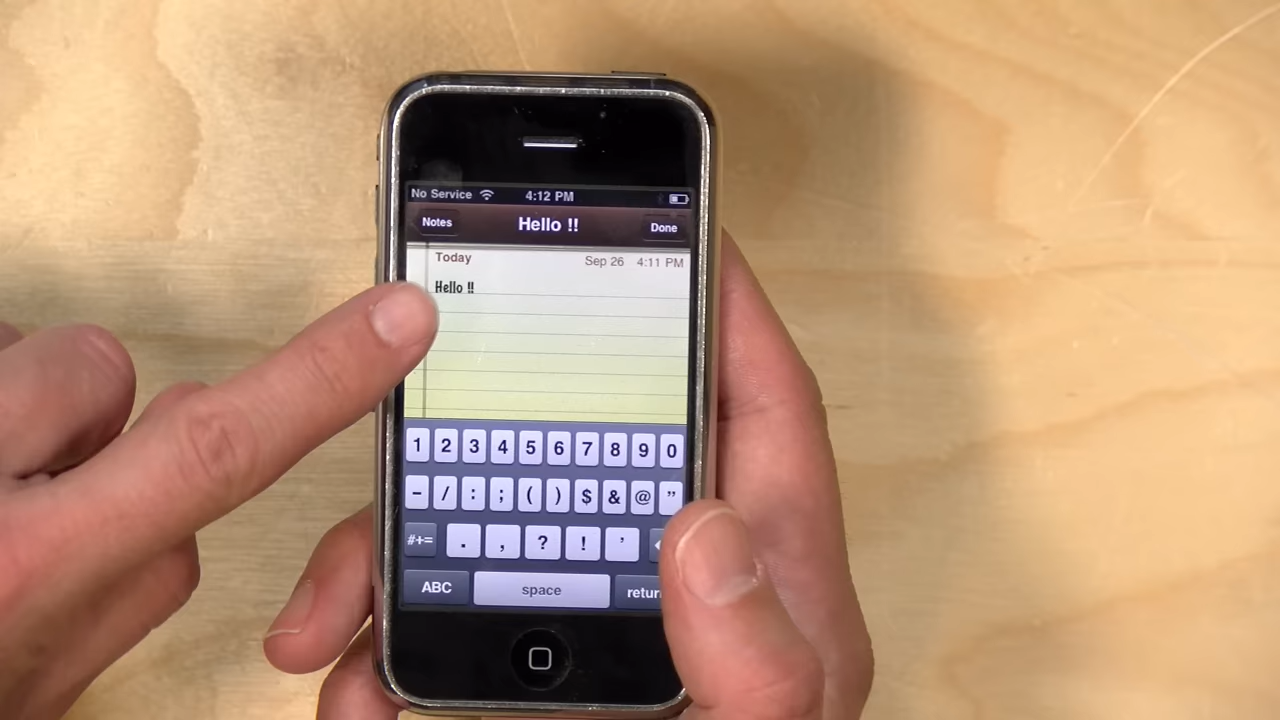 No Service 4:12 PM
Notes Hello !! Done
Today Sep 26 4:11 PM
Hello !!
1 2 3 4 5 6 7 8 9 0
- / : ; ( ) $ & @ ”
#+= . , ? ! ’
ABC space